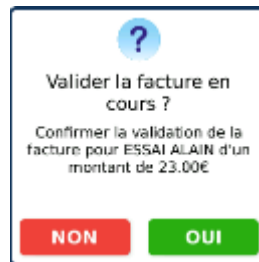 ?
Valider la facture en
cours ?
Confirmer la validation de la
facture pour ESSAI ALAIN d'un
montant de 23.00€
NON OUI